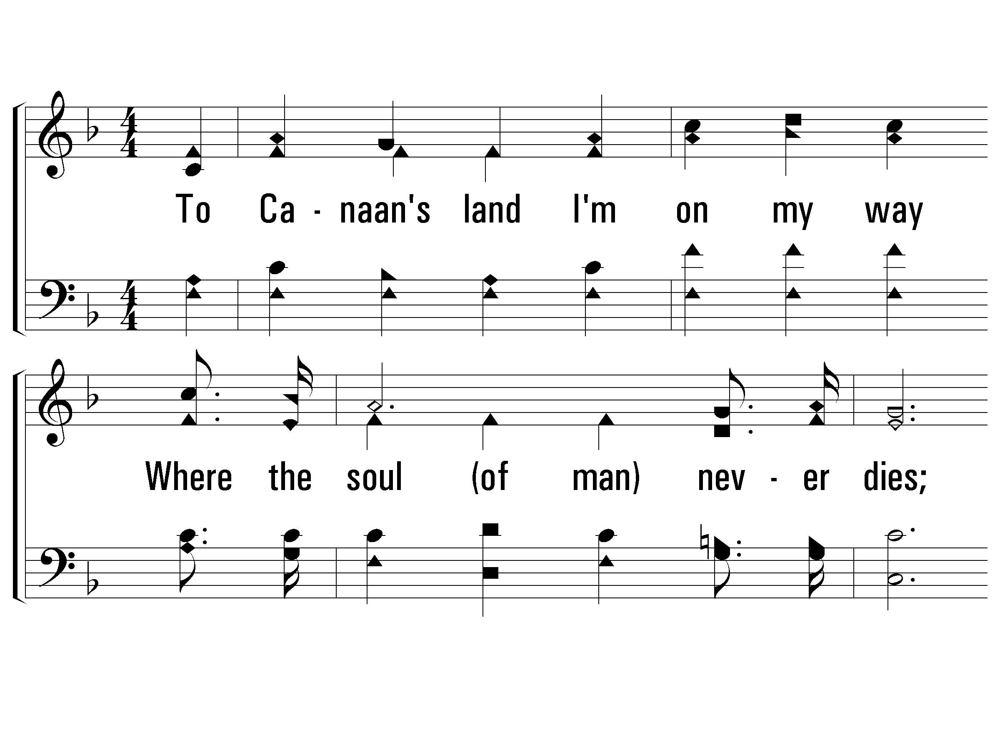 To Ca - naan's land I'm on my way
Where the soul (of man) nev - er dies;